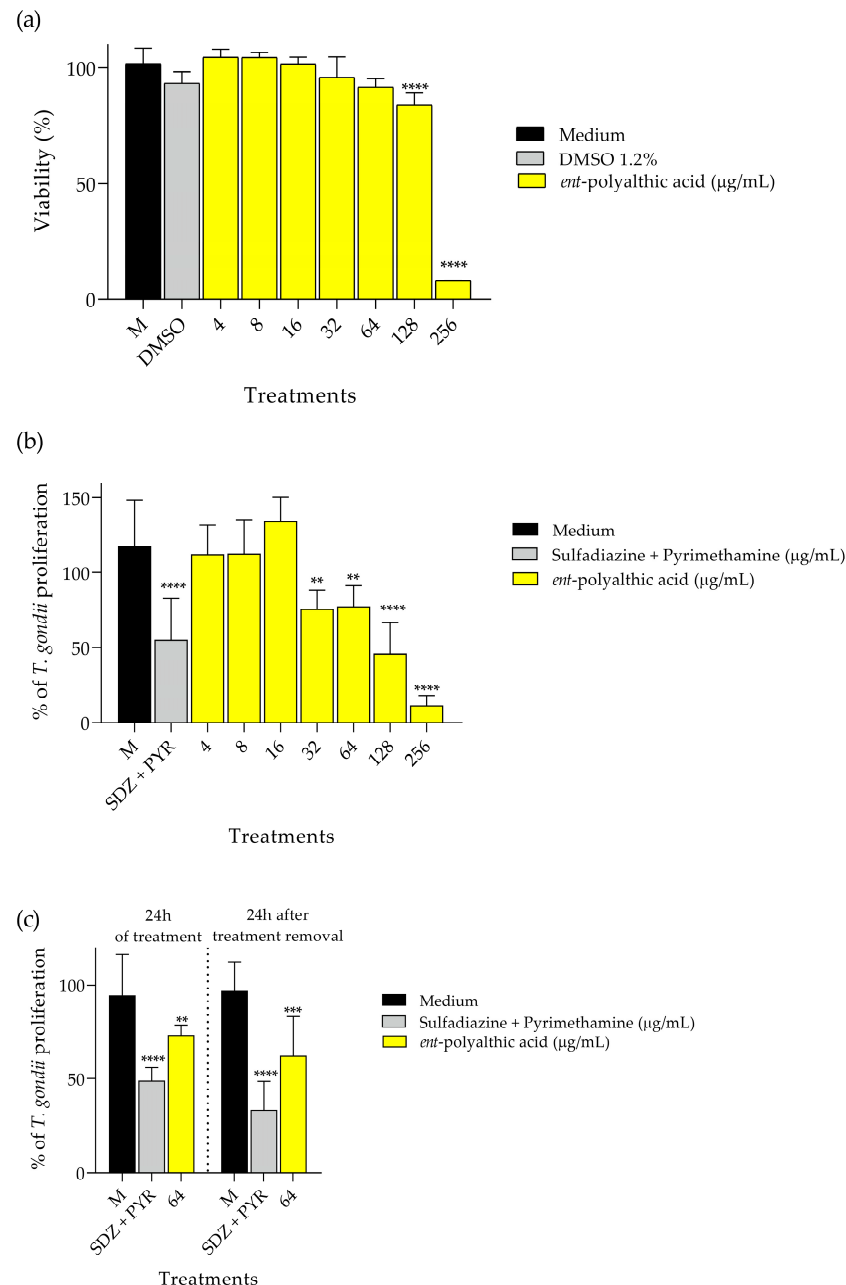 (a)
100
50
0
Viability (%)
****
****
M
DMSO
4
8
16
32
64
128
256
Treatments
Medium
DMSO 1.2%
ent-polyalthic acid (µg/mL)
(b)
150
100
50
0
% of T. gondii proliferation
****
**
**
****
****
M
SDZ + PYR
4
8
16
32
64
128
256
Treatments
Medium
Sulfadiazine + Pyrimethamine (µg/mL)
ent-polyalthic acid (µg/mL)
(c)
24h
of treatment
24h after
treatment removal
100
50
0
% of T. gondii proliferation
****
**
****
***
M
SDZ + PYR
64
M
SDZ + PYR
64
Treatments
Medium
Sulfadiazine + Pyrimethamine (µg/mL)
ent-polyalthic acid (µg/mL)